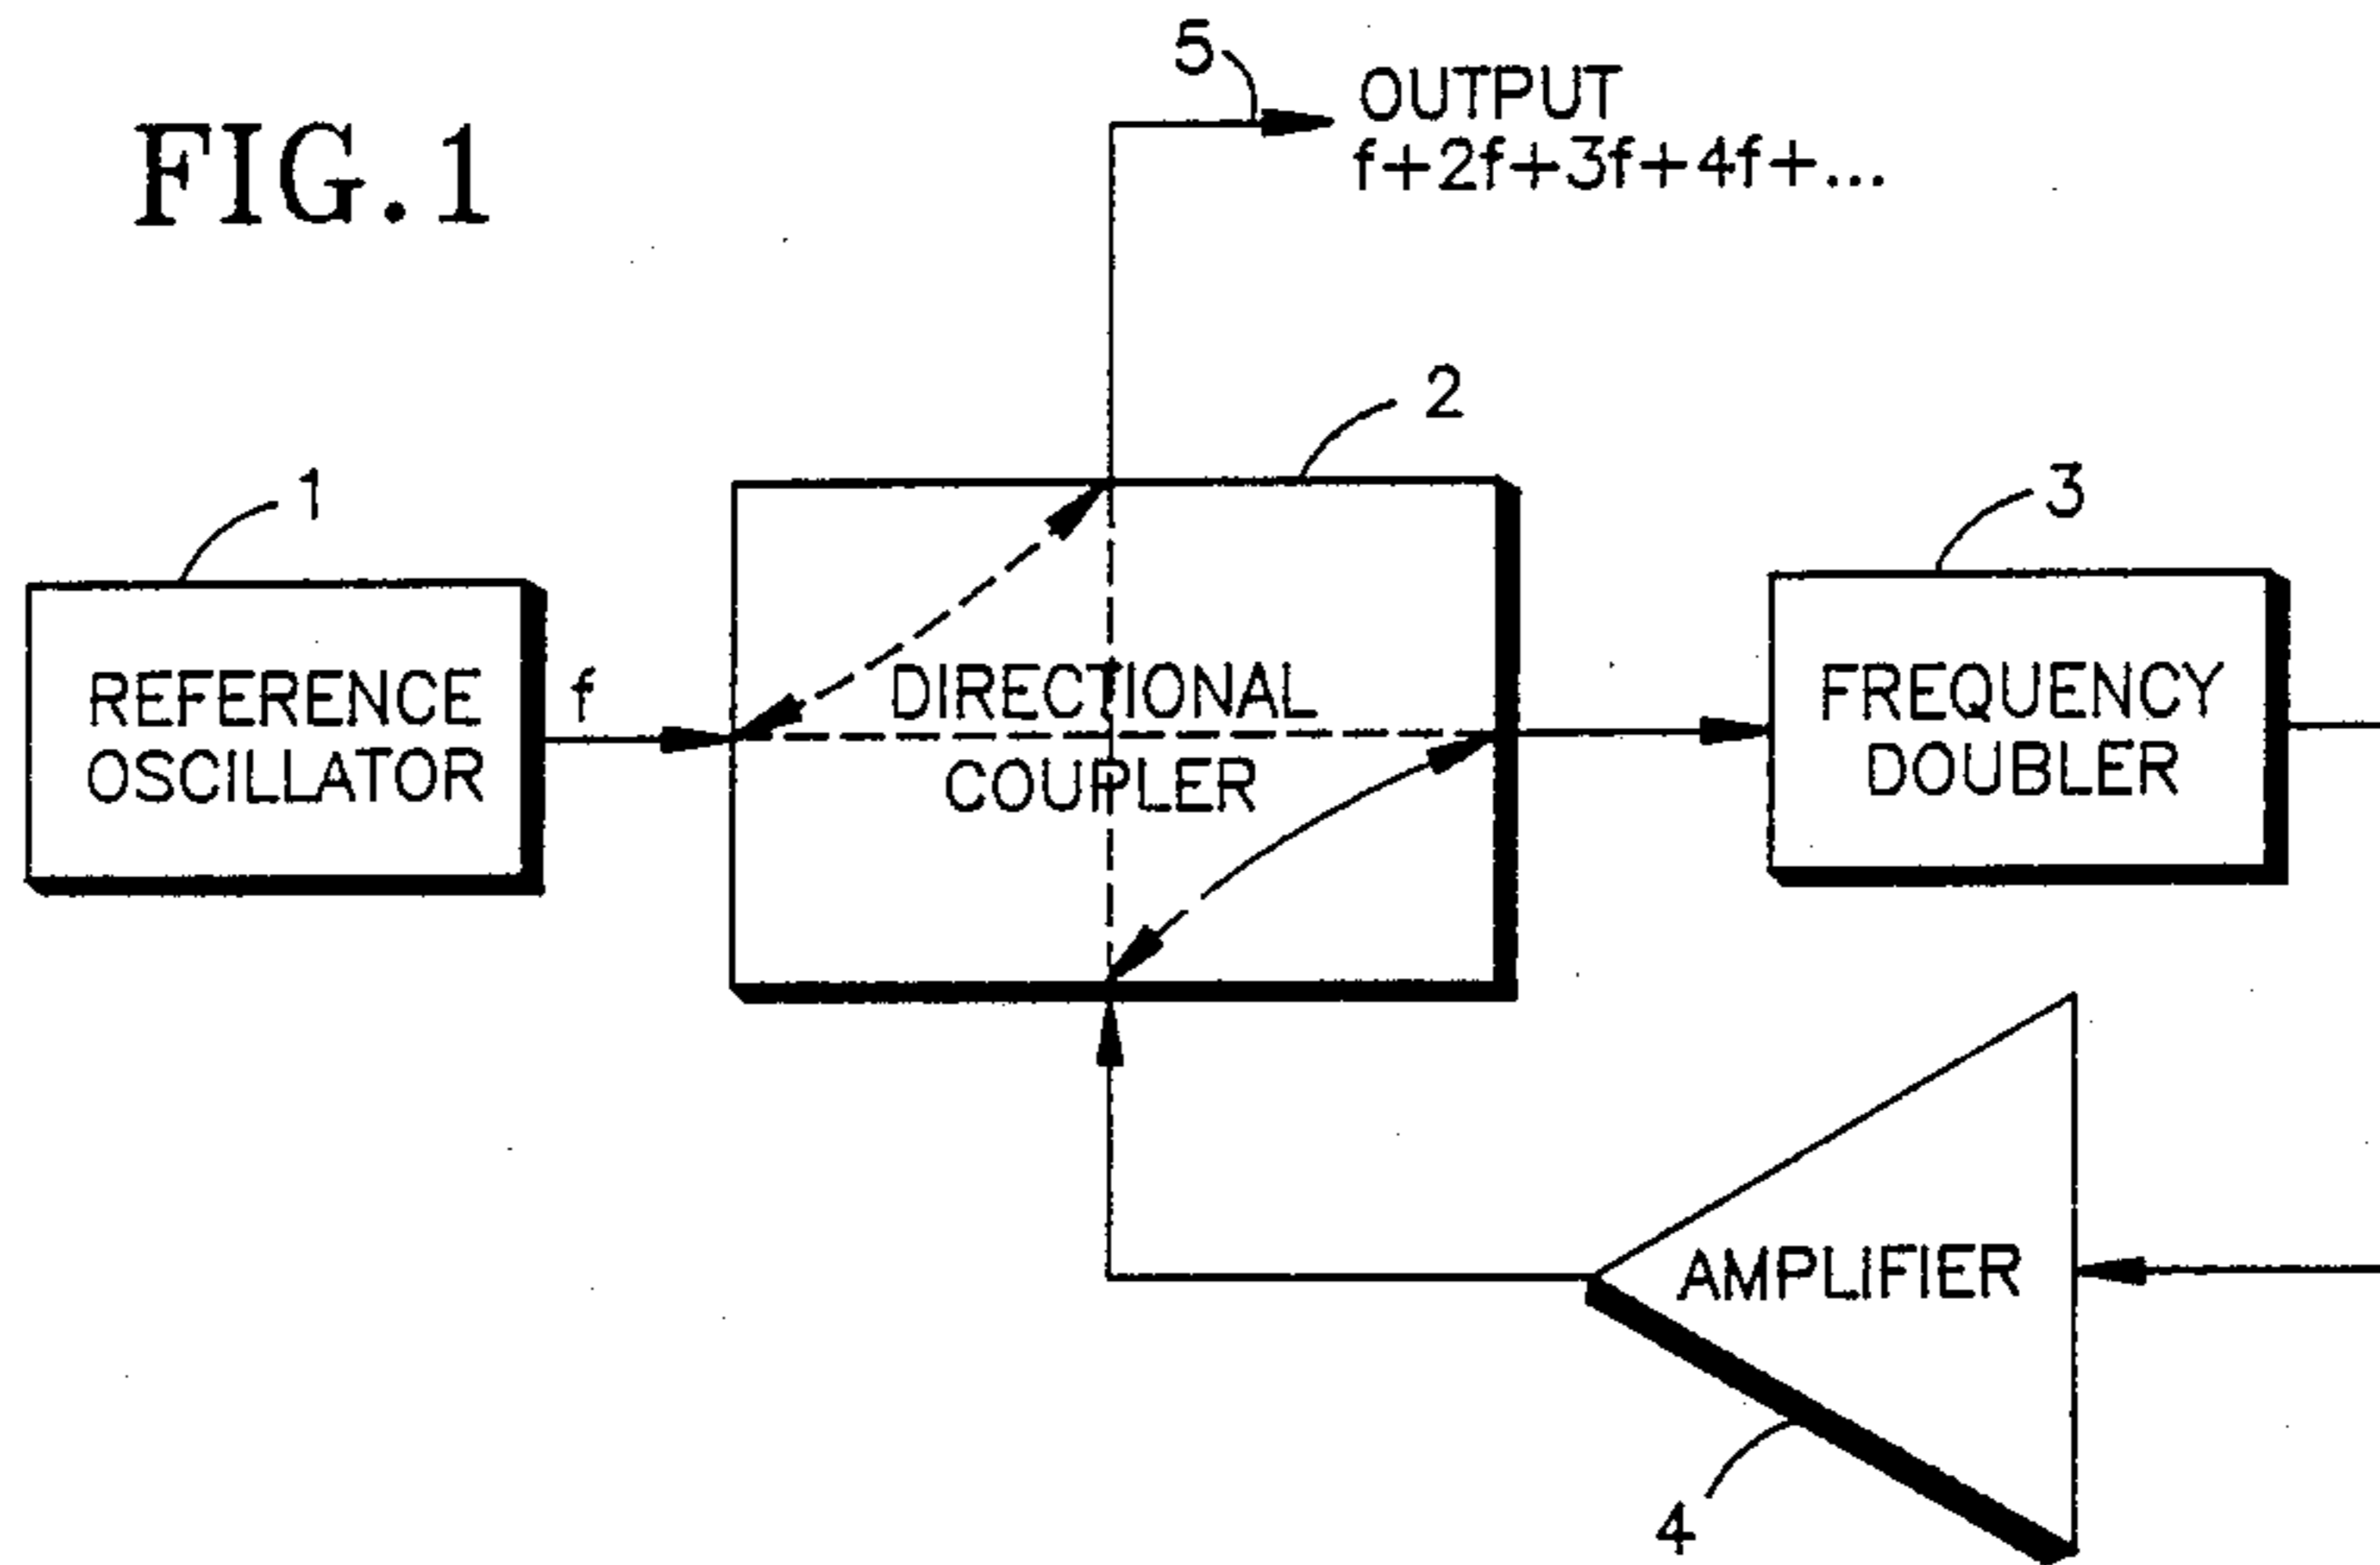 FIG.1
5
OUTPUT
f+2f+3f+4f+...
2
1
3
REFERENCE
OSCILLATOR
f
DIRECTIONAL
COUPLER
FREQUENCY
DOUBLER
AMPLIFIER
4